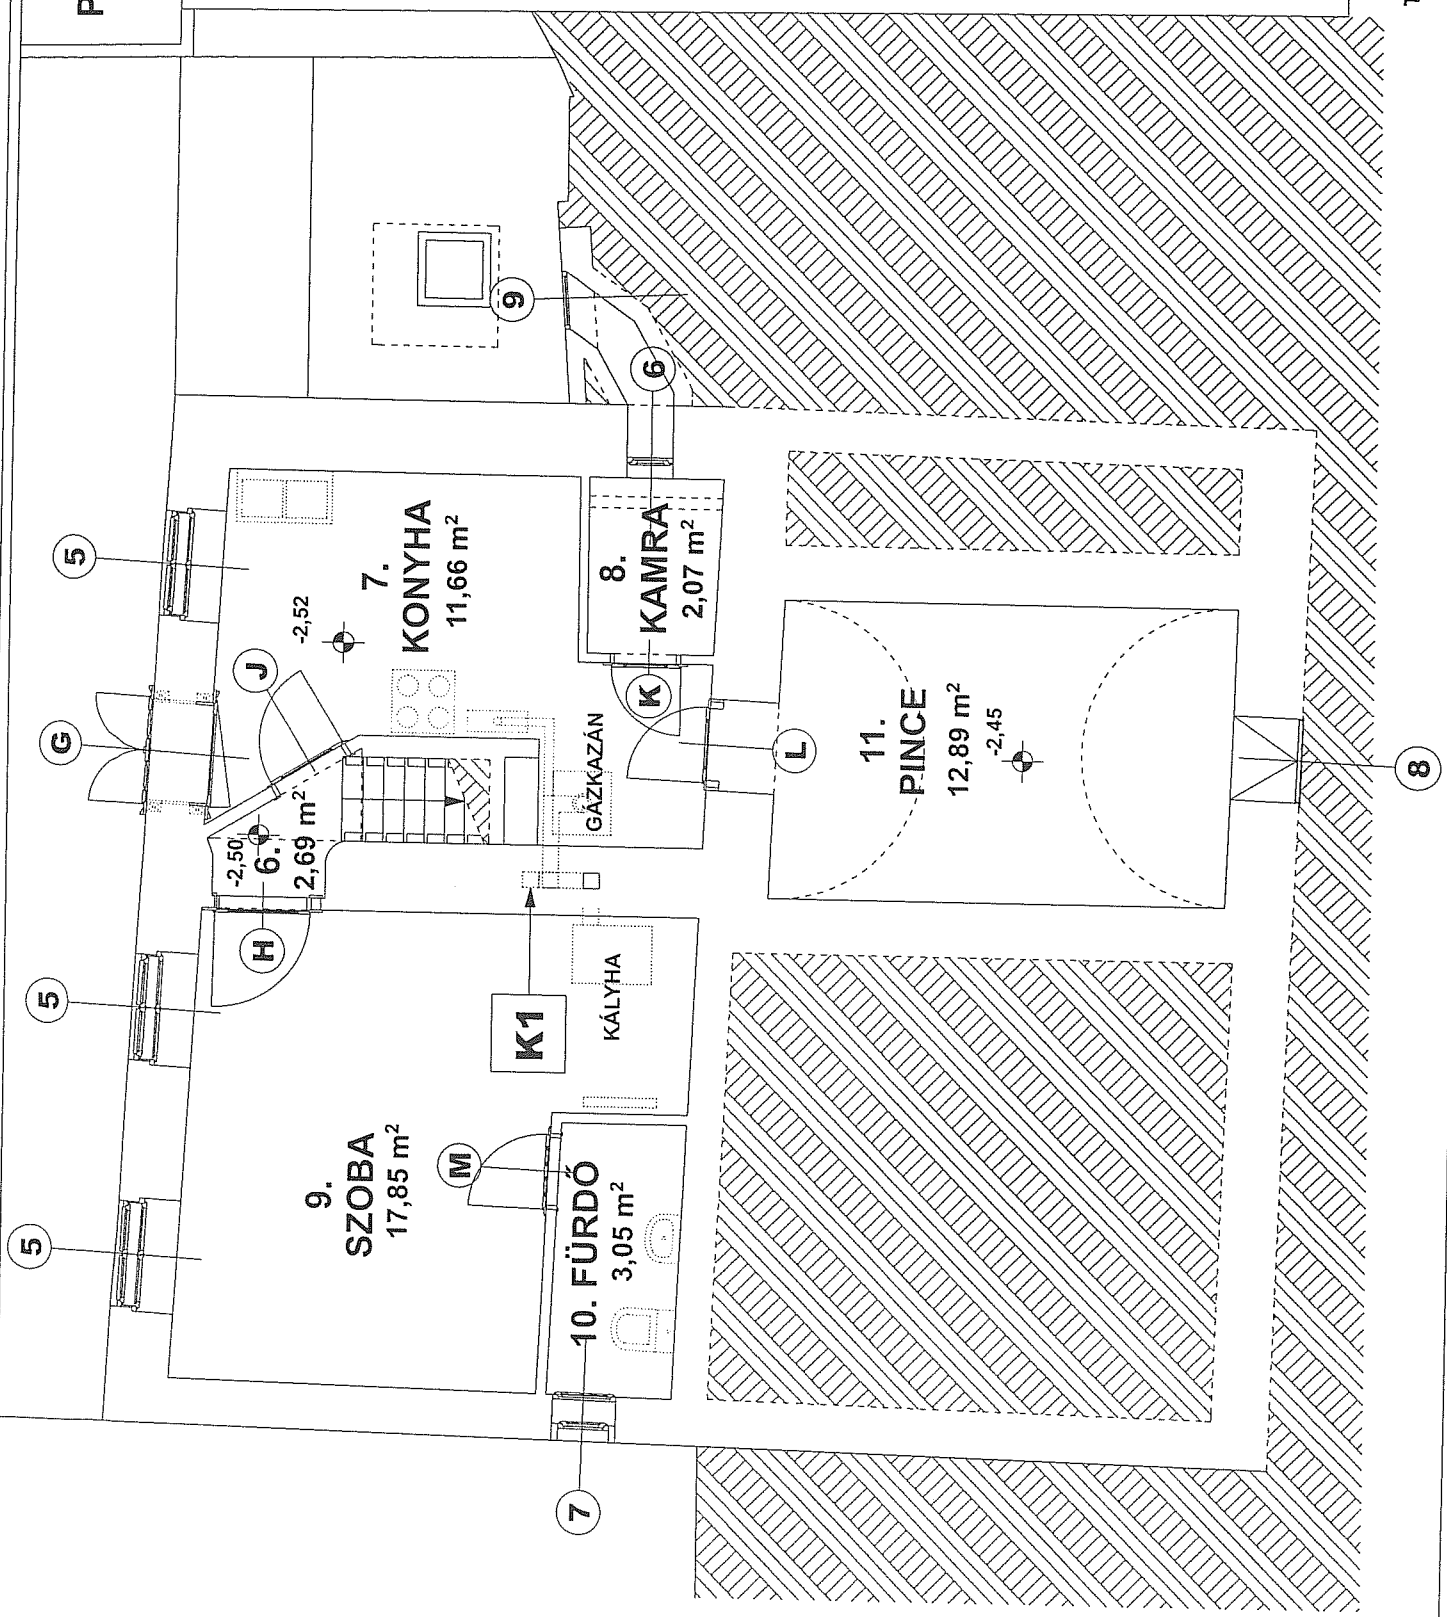 P
5
G
5
5
J
H
-2,52
7.
KONYHA
11,66 m²
-2,50
6.
2,69 m²
9
6
8.
KAMRA
2,07 m²
K
L
GÁZKAZÁN
K1
KÁLYHA
9.
SZOBA
17,85 m²
M
10. FÜRDŐ
3,05 m²
7
11.
PINCE
12,89 m²
-2,45
8